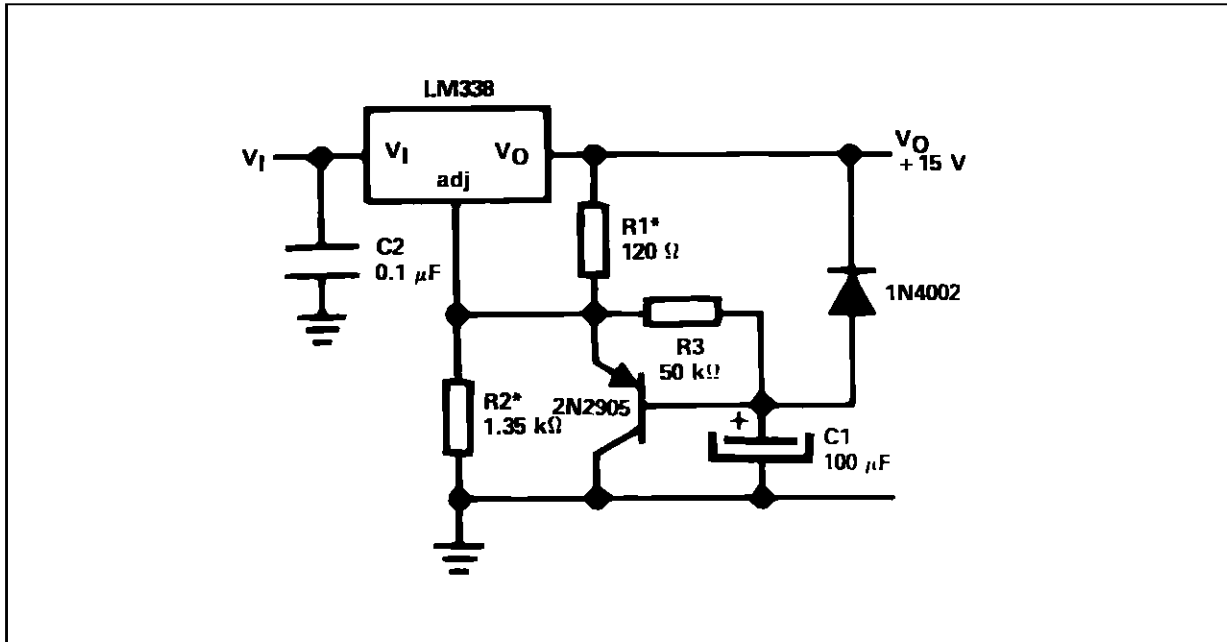 LM338
VI
VI
VO
adj
VO
+ 15 V
C2
0.1 μF
R1*
120 Ω
1N4002
R3
50 kΩ
R2*
1.35 kΩ
2N2905
+
C1
100 μF